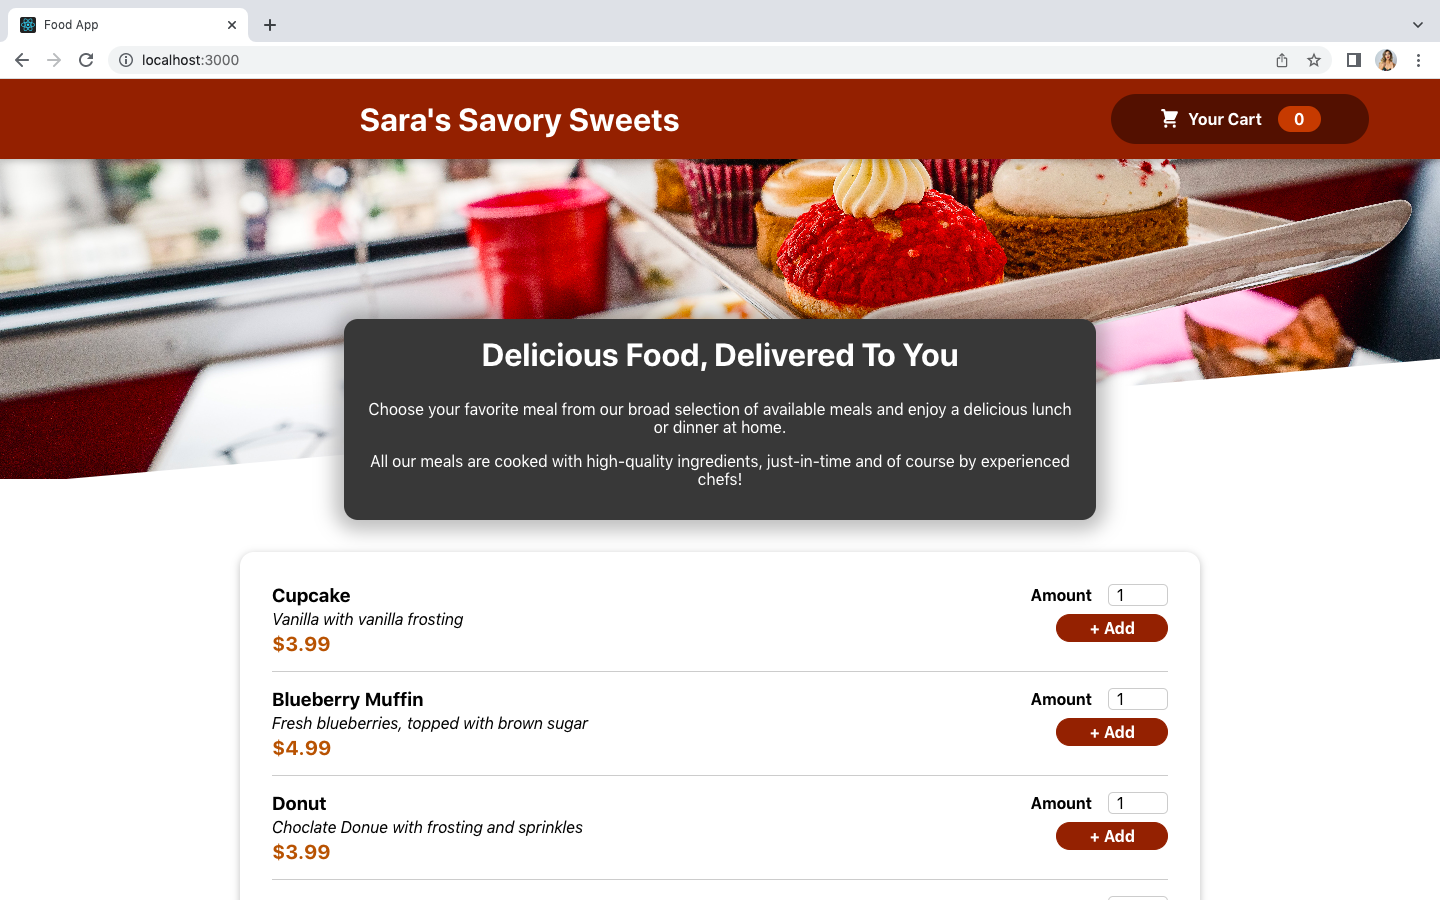 Food App
localhost:3000
Sara's Savory Sweets
Your Cart 0
Delicious Food, Delivered To You
Choose your favorite meal from our broad selection of available meals and enjoy a delicious lunch
or dinner at home.
All our meals are cooked with high-quality ingredients, just-in-time and of course by experienced
chefs!
Cupcake
Vanilla with vanilla frosting
$3.99
Amount 1
+ Add
Blueberry Muffin
Fresh blueberries, topped with brown sugar
$4.99
Amount 1
+ Add
Donut
Choclate Donue with frosting and sprinkles
$3.99
Amount 1
+ Add